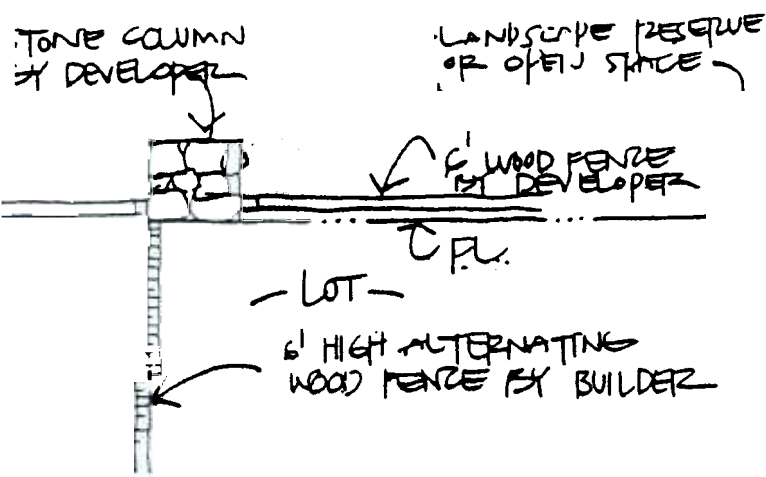 TONE COLUMN
BY DEVELOPER
LANDSCAPE RESERVE
OR OPEN SPACE
6' WOOD FENCE
BY DEVELOPER
P.L.
- LOT -
6' HIGH ALTERNATING
WOOD FENCE BY BUILDER